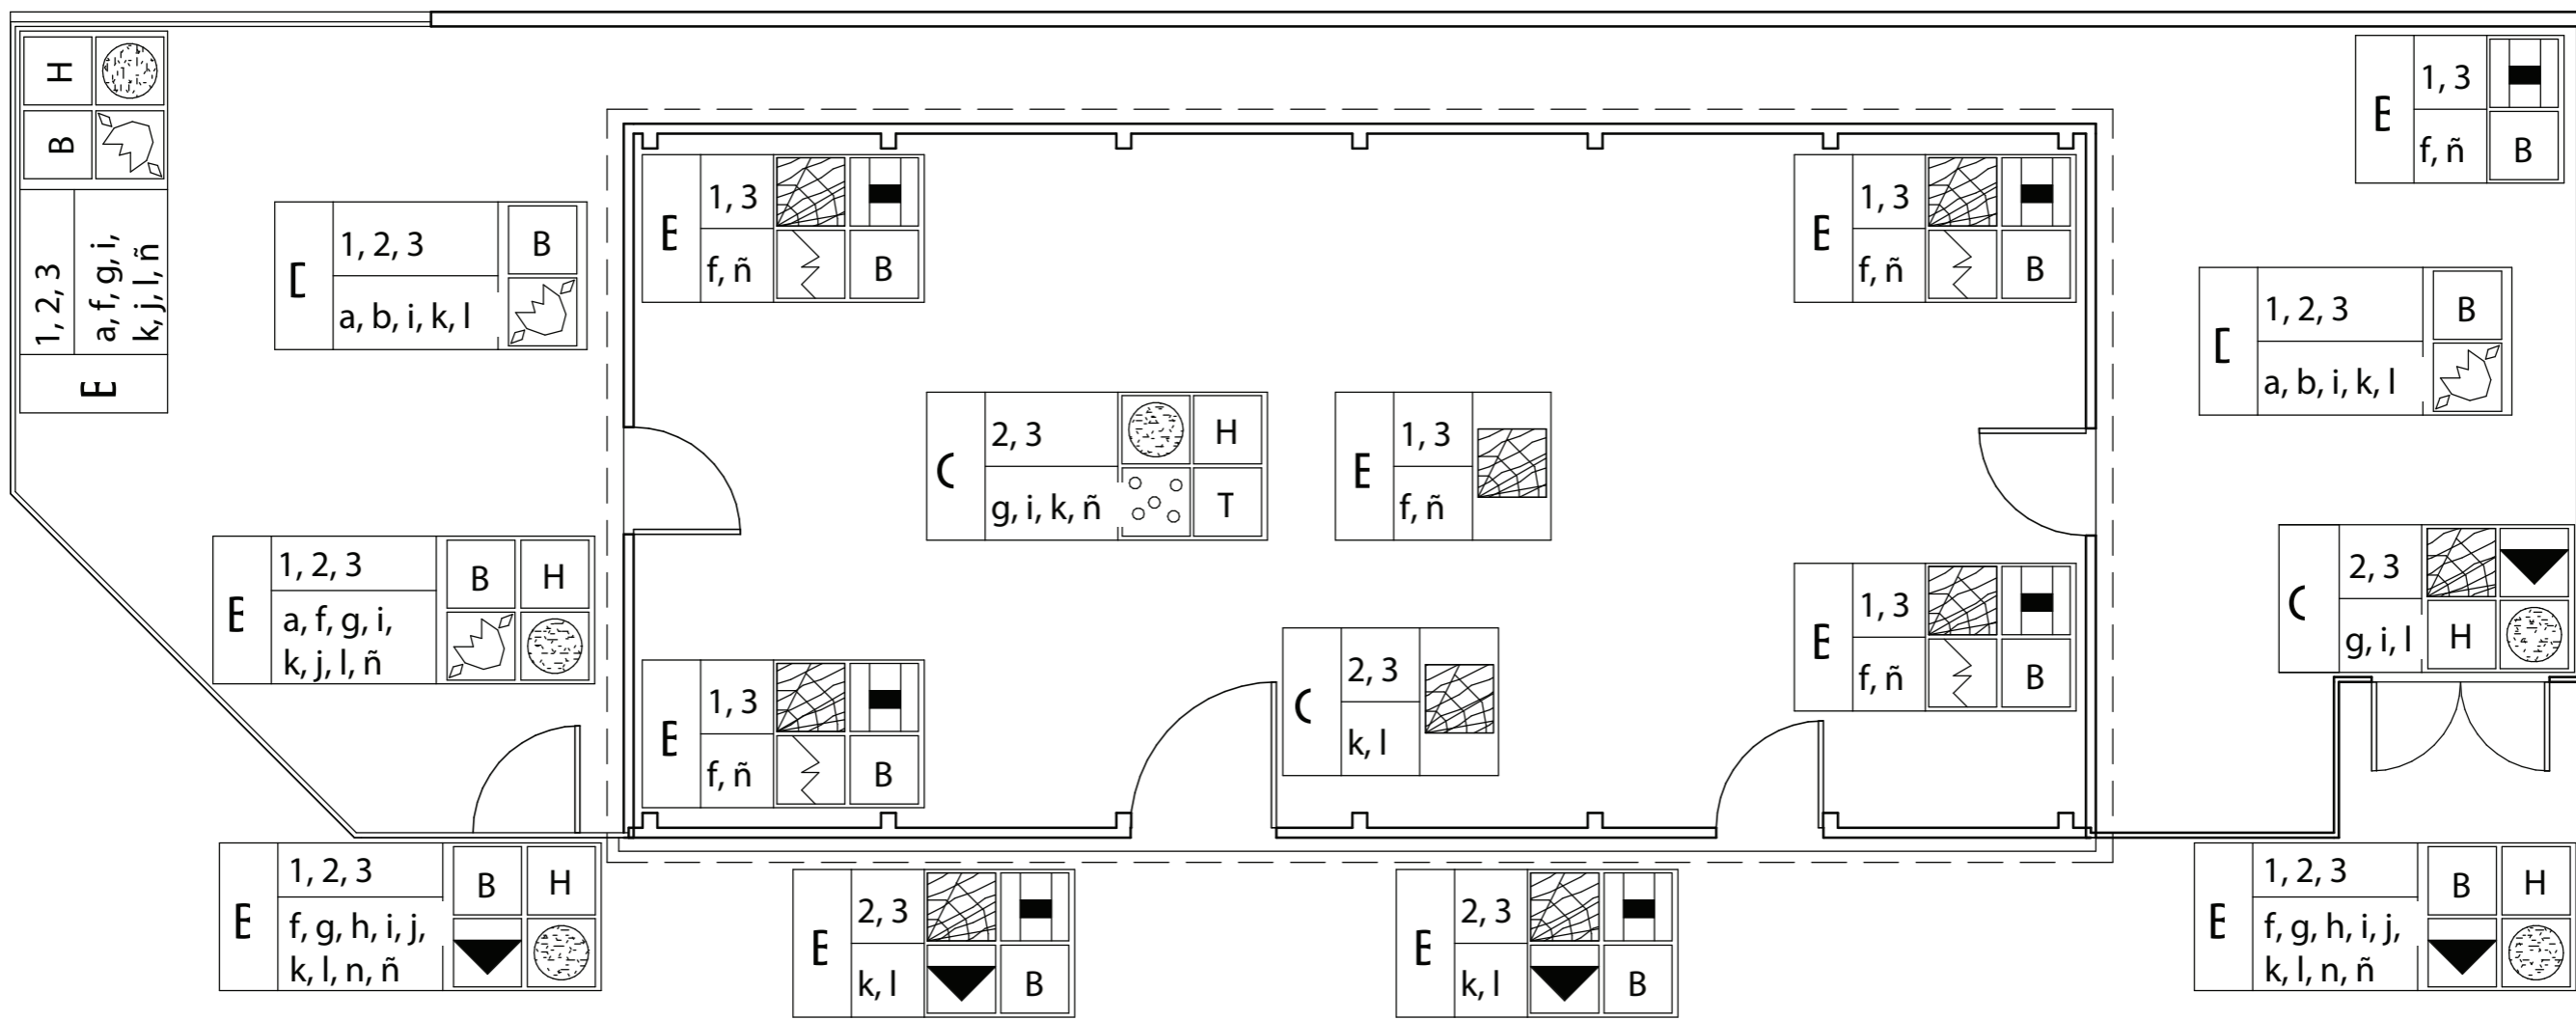 H
B
1, 2, 3
a, f, g, i,
k, j, l, ñ
E
1, 2, 3
B
a, b, i, k, l
E
1, 3
f, ñ
B
E
1, 3
f, ñ
B
E
1, 3
f, ñ
B
1, 2, 3
B
a, b, i, k, l
C
2, 3
H
g, i, k, ñ
T
E
1, 3
f, ñ
E
1, 2, 3
B
H
a, f, g, i,
k, j, l, ñ
C
2, 3
g, i, l
H
E
1, 3
f, ñ
B
C
2, 3
k, l
E
1, 3
f, ñ
B
E
1, 2, 3
B
H
f, g, h, i, j,
k, l, n, ñ
E
2, 3
k, l
B
E
2, 3
k, l
B
E
1, 2, 3
B
H
f, g, h, i, j,
k, l, n, ñ